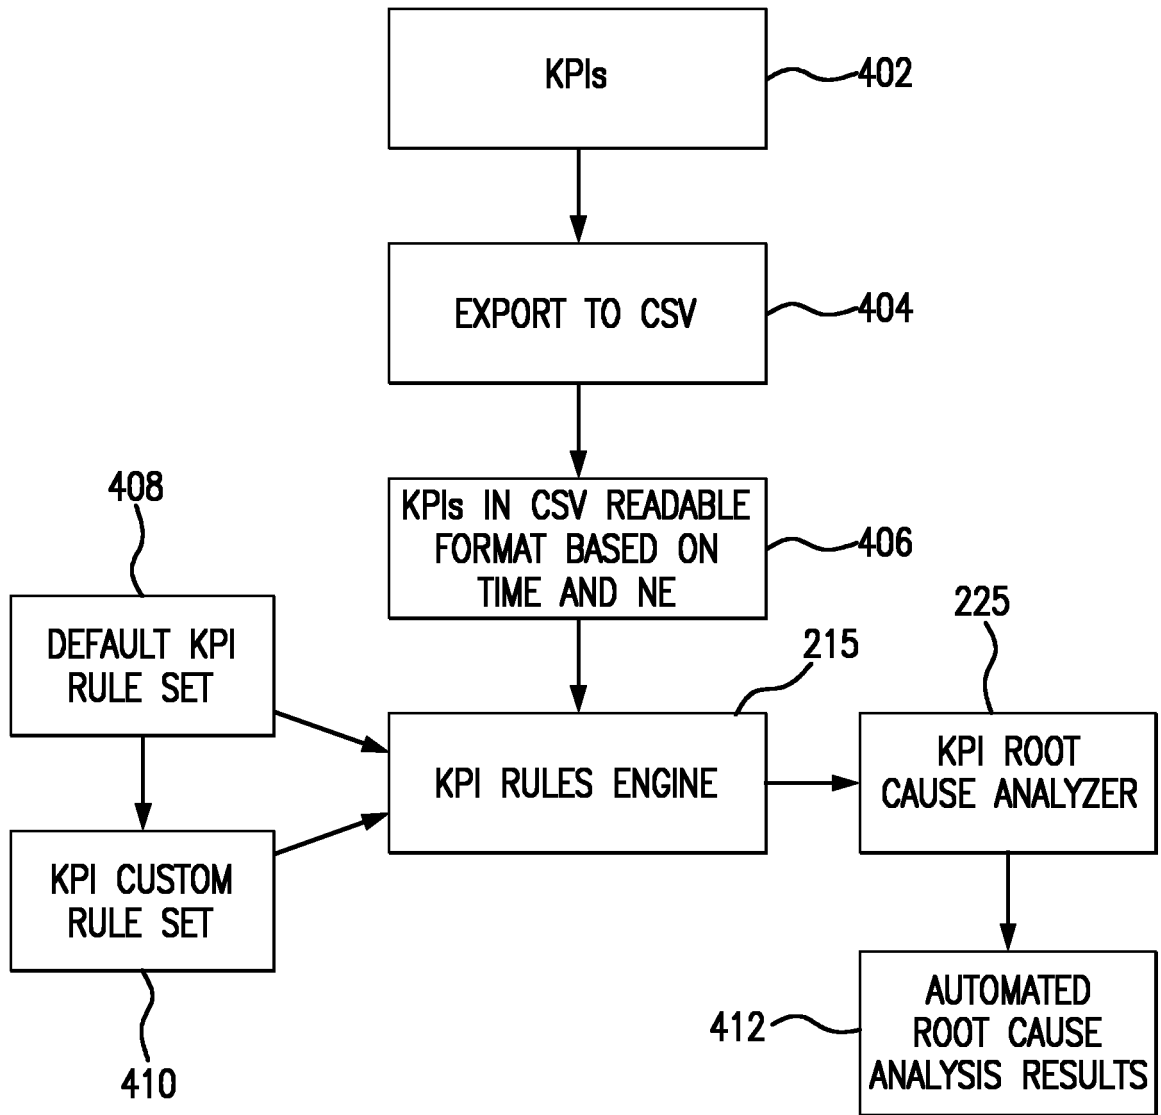 KPIs
402
EXPORT TO CSV
404
408
KPIs IN CSV READABLE
FORMAT BASED ON
TIME AND NE
406
DEFAULT KPI
RULE SET
215
225
KPI RULES ENGINE
KPI ROOT
CAUSE ANALYZER
KPI CUSTOM
RULE SET
410
412
AUTOMATED
ROOT CAUSE
ANALYSIS RESULTS